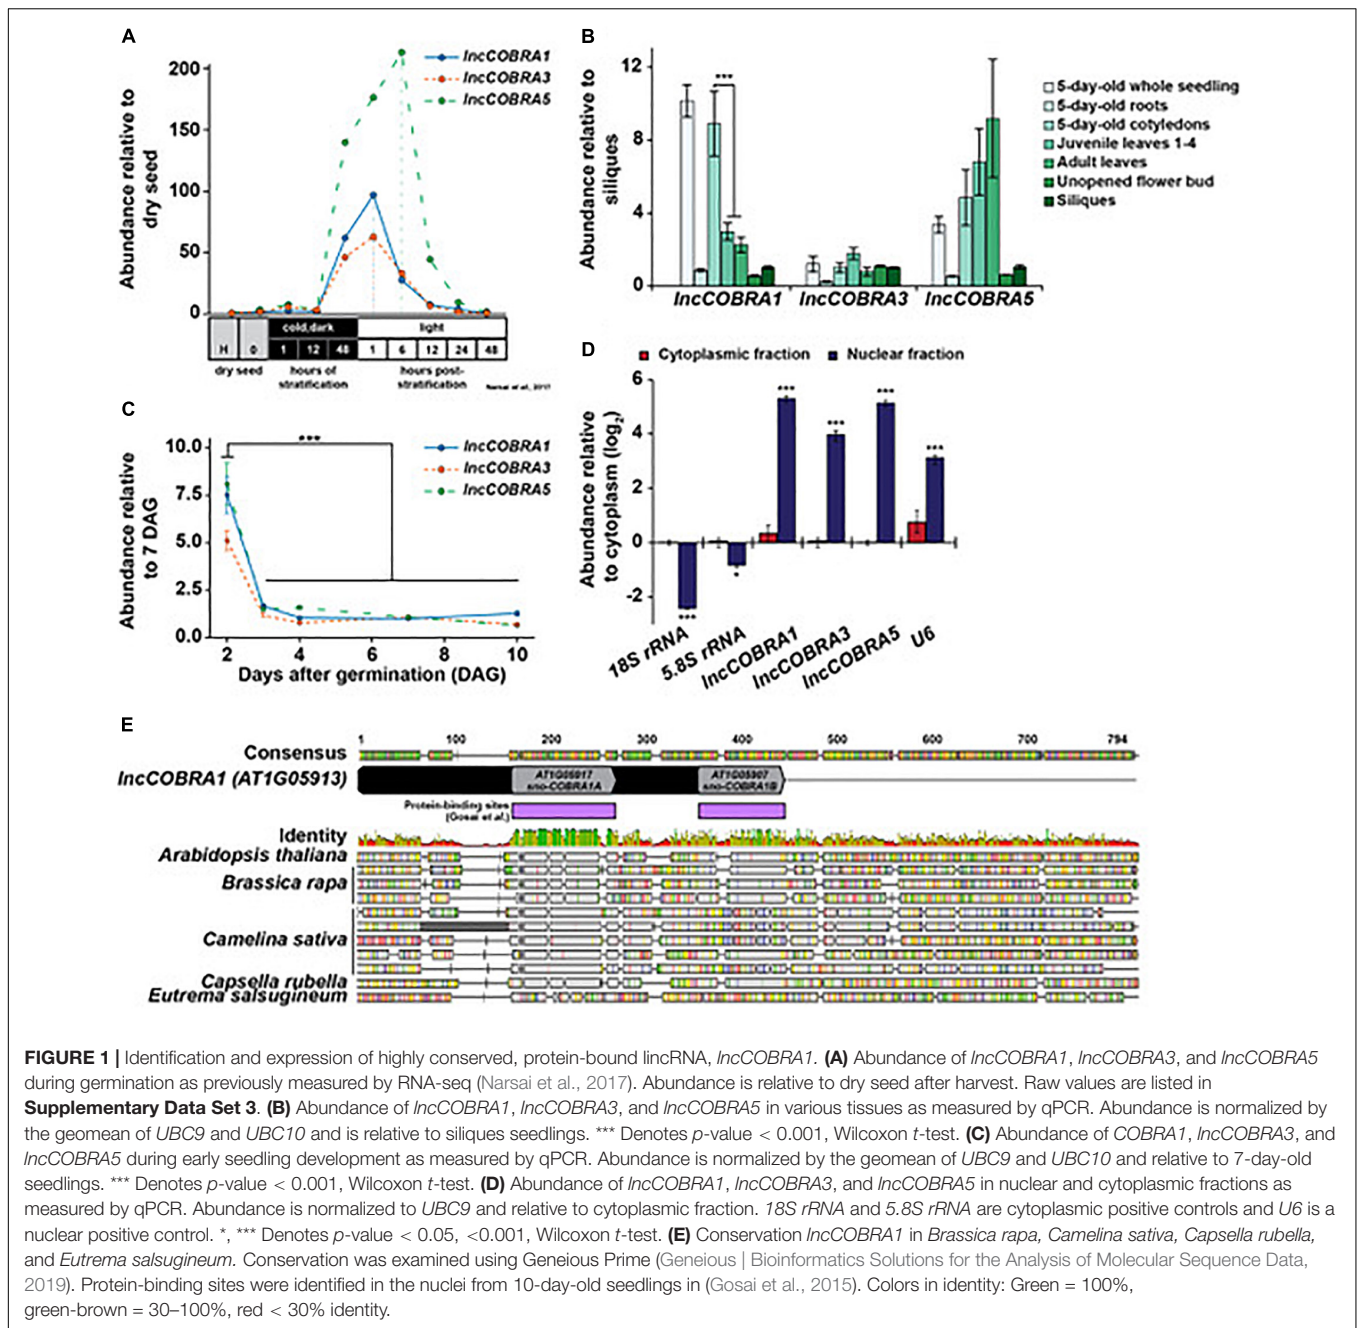 A
lncCOBRA1
lncCOBRA3
lncCOBRA5
Abundance relative to
dry seed
200
150
100
50
0
cold,dark
light
H 0 1 12 48 1 6 12 24 48
dry seed
hours of
stratification
hours post-
stratification
Narsai et al., 2017
B
Abundance relative to
siliques
12
8
4
0
***
lncCOBRA1 lncCOBRA3 lncCOBRA5
5-day-old whole seedling
5-day-old roots
5-day-old cotyledons
Juvenile leaves 1-4
Adult leaves
Unopened flower bud
Siliques
C
Abundance relative
to 7 DAG
10.0
7.5
5.0
2.5
0.0
***
lncCOBRA1
lncCOBRA3
lncCOBRA5
2 4 6 8 10
Days after germination (DAG)
D
Cytoplasmic fraction
Nuclear fraction
Abundance relative
to cytoplasm (log2)
6
4
2
0
-2
***
*
***
***
***
***
18S rRNA
5.8S rRNA
lncCOBRA1
lncCOBRA3
lncCOBRA5
U6
E
1 100 200 300 400 500 600 700 794
Consensus
lncCOBRA1 (AT1G05913)
AT1G05917
sno-COBRA1A
AT1G05907
sno-COBRA1B
Protein-binding sites
(Gosai et al.)
Identity
Arabidopsis thaliana
Brassica rapa
Camelina sativa
Capsella rubella
Eutrema salsugineum
FIGURE 1 | Identification and expression of highly conserved, protein-bound lincRNA, lncCOBRA1. (A) Abundance of lncCOBRA1, lncCOBRA3, and lncCOBRA5
during germination as previously measured by RNA-seq (Narsai et al., 2017). Abundance is relative to dry seed after harvest. Raw values are listed in
Supplementary Data Set 3. (B) Abundance of lncCOBRA1, lncCOBRA3, and lncCOBRA5 in various tissues as measured by qPCR. Abundance is normalized by
the geomean of UBC9 and UBC10 and is relative to siliques seedlings. *** Denotes p-value < 0.001, Wilcoxon t-test. (C) Abundance of COBRA1, lncCOBRA3, and
lncCOBRA5 during early seedling development as measured by qPCR. Abundance is normalized by the geomean of UBC9 and UBC10 and relative to 7-day-old
seedlings. *** Denotes p-value < 0.001, Wilcoxon t-test. (D) Abundance of lncCOBRA1, lncCOBRA3, and lncCOBRA5 in nuclear and cytoplasmic fractions as
measured by qPCR. Abundance is normalized to UBC9 and relative to cytoplasmic fraction. 18S rRNA and 5.8S rRNA are cytoplasmic positive controls and U6 is a
nuclear positive control. *, *** Denotes p-value < 0.05, <0.001, Wilcoxon t-test. (E) Conservation lncCOBRA1 in Brassica rapa, Camelina sativa, Capsella rubella,
and Eutrema salsugineum. Conservation was examined using Geneious Prime (Geneious | Bioinformatics Solutions for the Analysis of Molecular Sequence Data,
2019). Protein-binding sites were identified in the nuclei from 10-day-old seedlings in (Gosai et al., 2015). Colors in identity: Green = 100%,
green-brown = 30–100%, red < 30% identity.